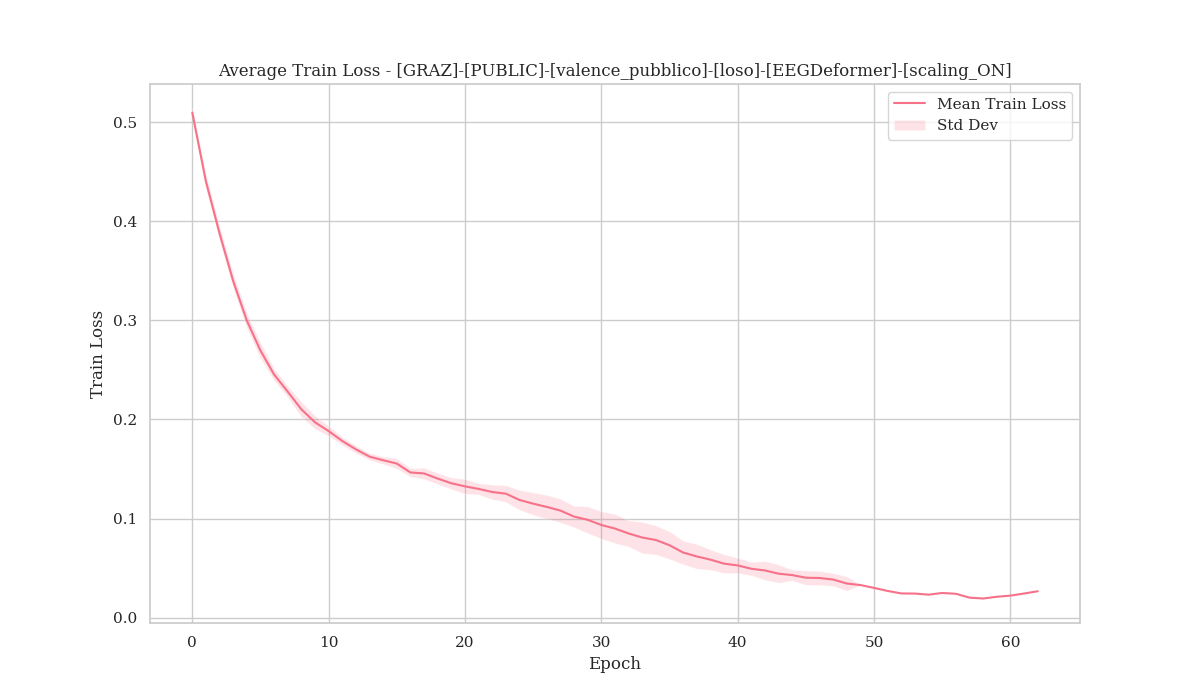 Average Train Loss - [GRAZ]-[PUBLIC]-[valence_pubblico]-[loso]-[EEGDeformer]-[scaling_ON]
Mean Train Loss
Std Dev
Train Loss
0.5
0.4
0.3
0.2
0.1
0.0
0 10 20 30 40 50 60
Epoch